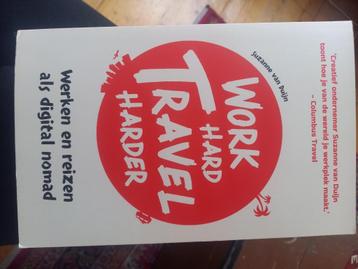 'Creatief ondernemer Suzanne van Duijn
toont hoe je van de wereld je werkplek maakt.'
– Columbus Travel
Suzanne van Duijn
WORK
HARD
TRAVEL
HARDER
Werken en reizen
als digital nomad